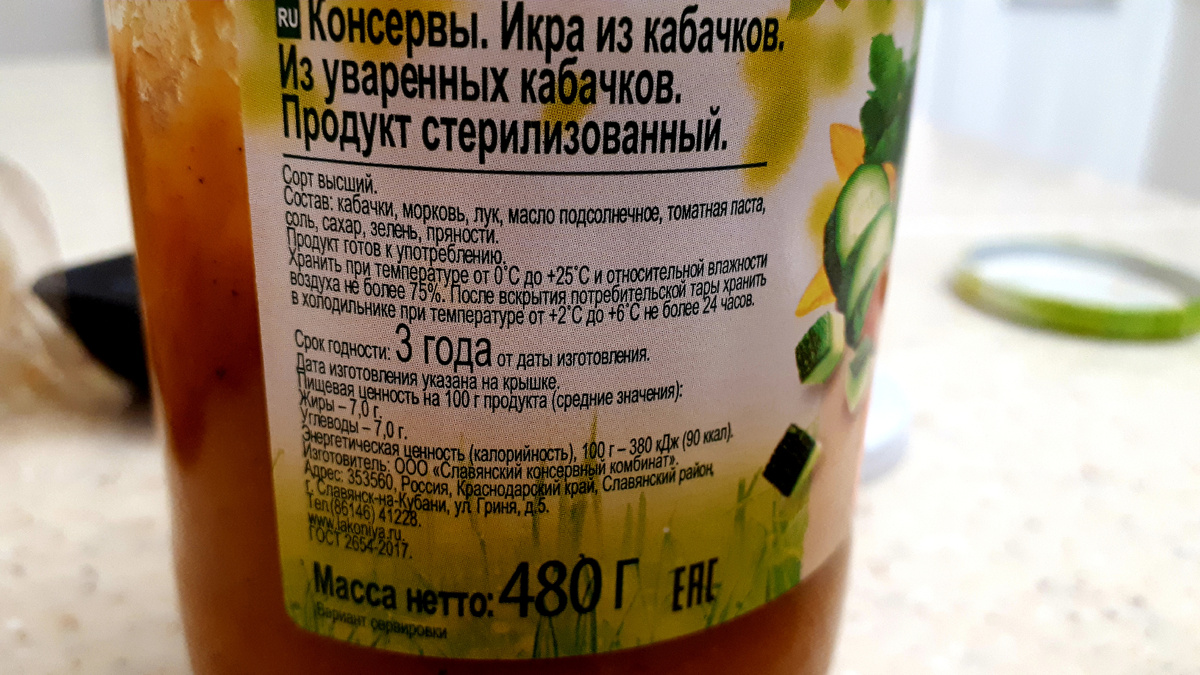 RU Консервы. Икра из кабачков.
Из уваренных кабачков.
Продукт стерилизованный.
Сорт высший.
Состав: кабачки, морковь, лук, масло подсолнечное, томатная паста,
соль, сахар, зелень, пряности.
Продукт готов к употреблению.
Хранить при температуре от 0°С до +25°С и относительной влажности
воздуха не более 75%. После вскрытия потребительской тары хранить
в холодильнике при температуре от +2°С до +6°С не более 24 часов.
Срок годности: 3 года от даты изготовления.
Дата изготовления указана на крышке.
Пищевая ценность на 100 г продукта (средние значения):
Жиры – 7,0 г.
Углеводы – 7,0 г.
Энергетическая ценность (калорийность), 100 г – 380 кДж (90 ккал).
Изготовитель: ООО «Славянский консервный комбинат».
Адрес: 353560, Россия, Краснодарский край, Славянский район,
г. Славянск-на-Кубани, ул. Гриня, д.5.
Тел.(86146) 41228.
www.lakoniya.ru.
ГОСТ 2654-2017.
Масса нетто: 480 Г ЕАС
Вариант сервировки